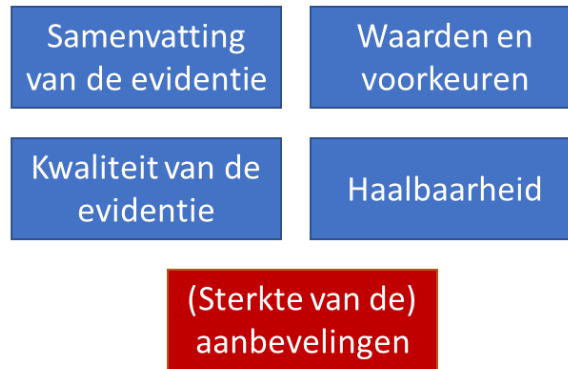 Samenvatting
van de evidentie
Waarden en
voorkeuren
Kwaliteit van de
evidentie
Haalbaarheid
(Sterkte van de)
aanbevelingen